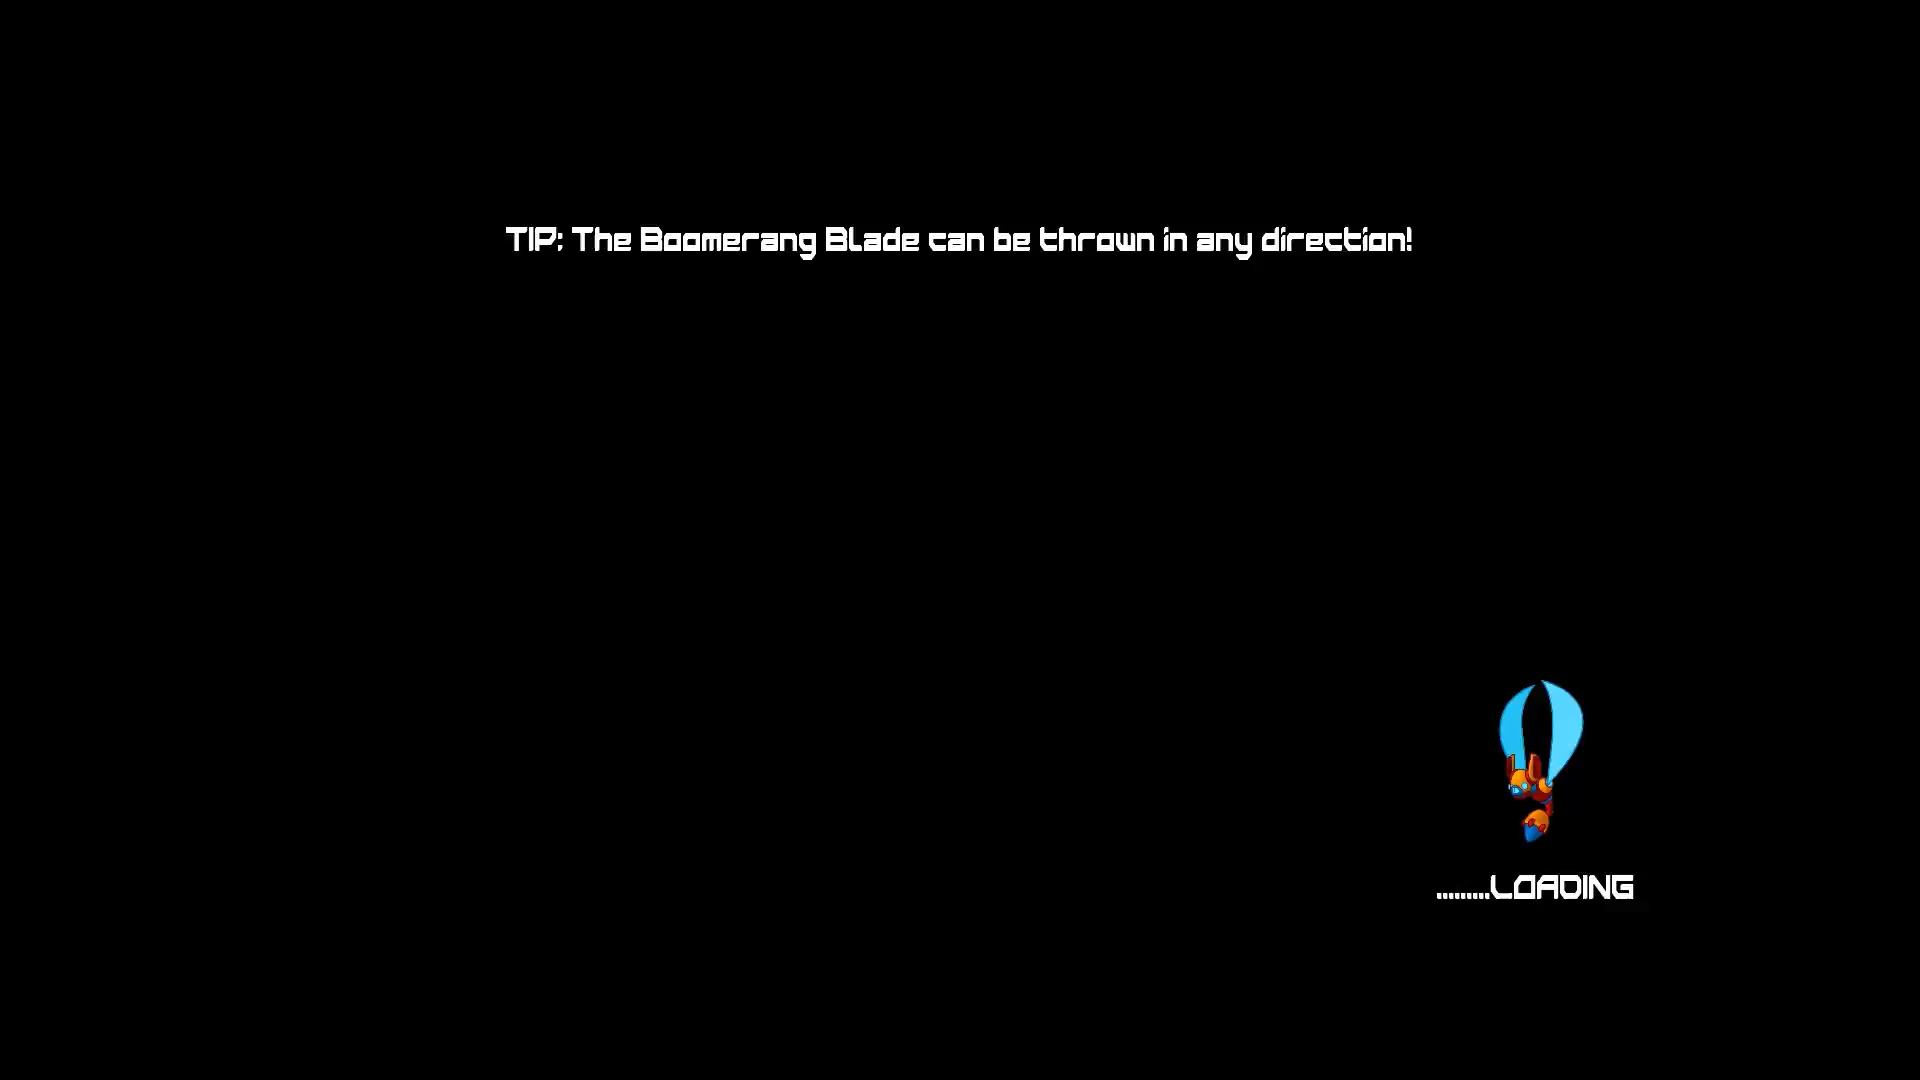 TIP: The Boomerang Blade can be thrown in any direction!
.........LOADING